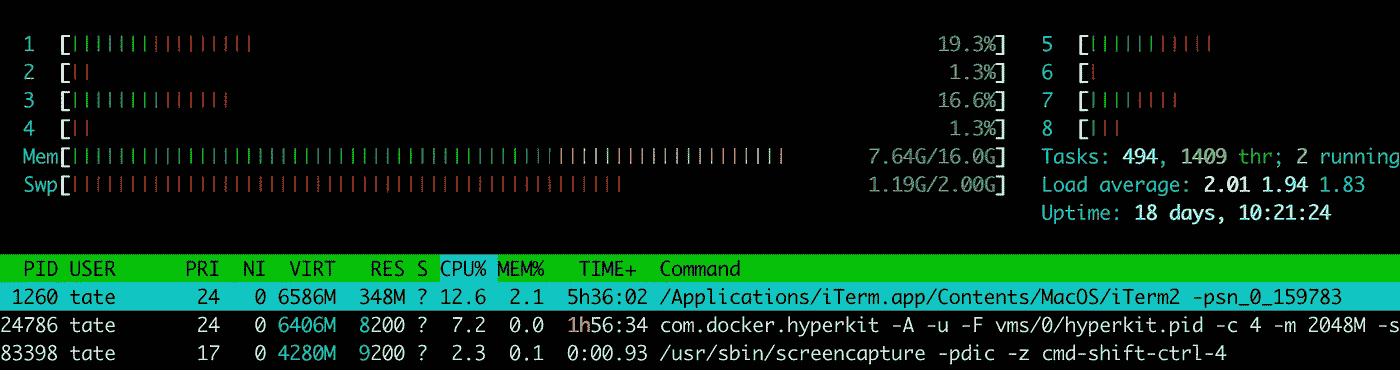 1 [||||||||||||||||||| 19.3%] 5 [|||||||||||||
2 [|| 1.3%] 6 [|
3 [||||||||||||||||| 16.6%] 7 [||||||||||
4 [|| 1.3%] 8 [|||
Mem[|||||||||||||||||||||||||||||||||||||||||||||||||||||||||||| 7.64G/16.0G] Tasks: 494, 1409 thr; 2 running
Swp[|||||||||||||||||||||||||||||||||||||||||||||||| 1.19G/2.00G] Load average: 2.01 1.94 1.83
Uptime: 18 days, 10:21:24
PID USER PRI NI VIRT RES S CPU% MEM% TIME+ Command
1260 tate 24 0 6586M 348M ? 12.6 2.1 5h36:02 /Applications/iTerm.app/Contents/MacOS/iTerm2 -psn_0_159783
24786 tate 24 0 6406M 8200 ? 7.2 0.0 1h56:34 com.docker.hyperkit -A -u -F vms/0/hyperkit.pid -c 4 -m 2048M -s
83398 tate 17 0 4280M 9200 ? 2.3 0.1 0:00.93 /usr/sbin/screencapture -pdic -z cmd-shift-ctrl-4